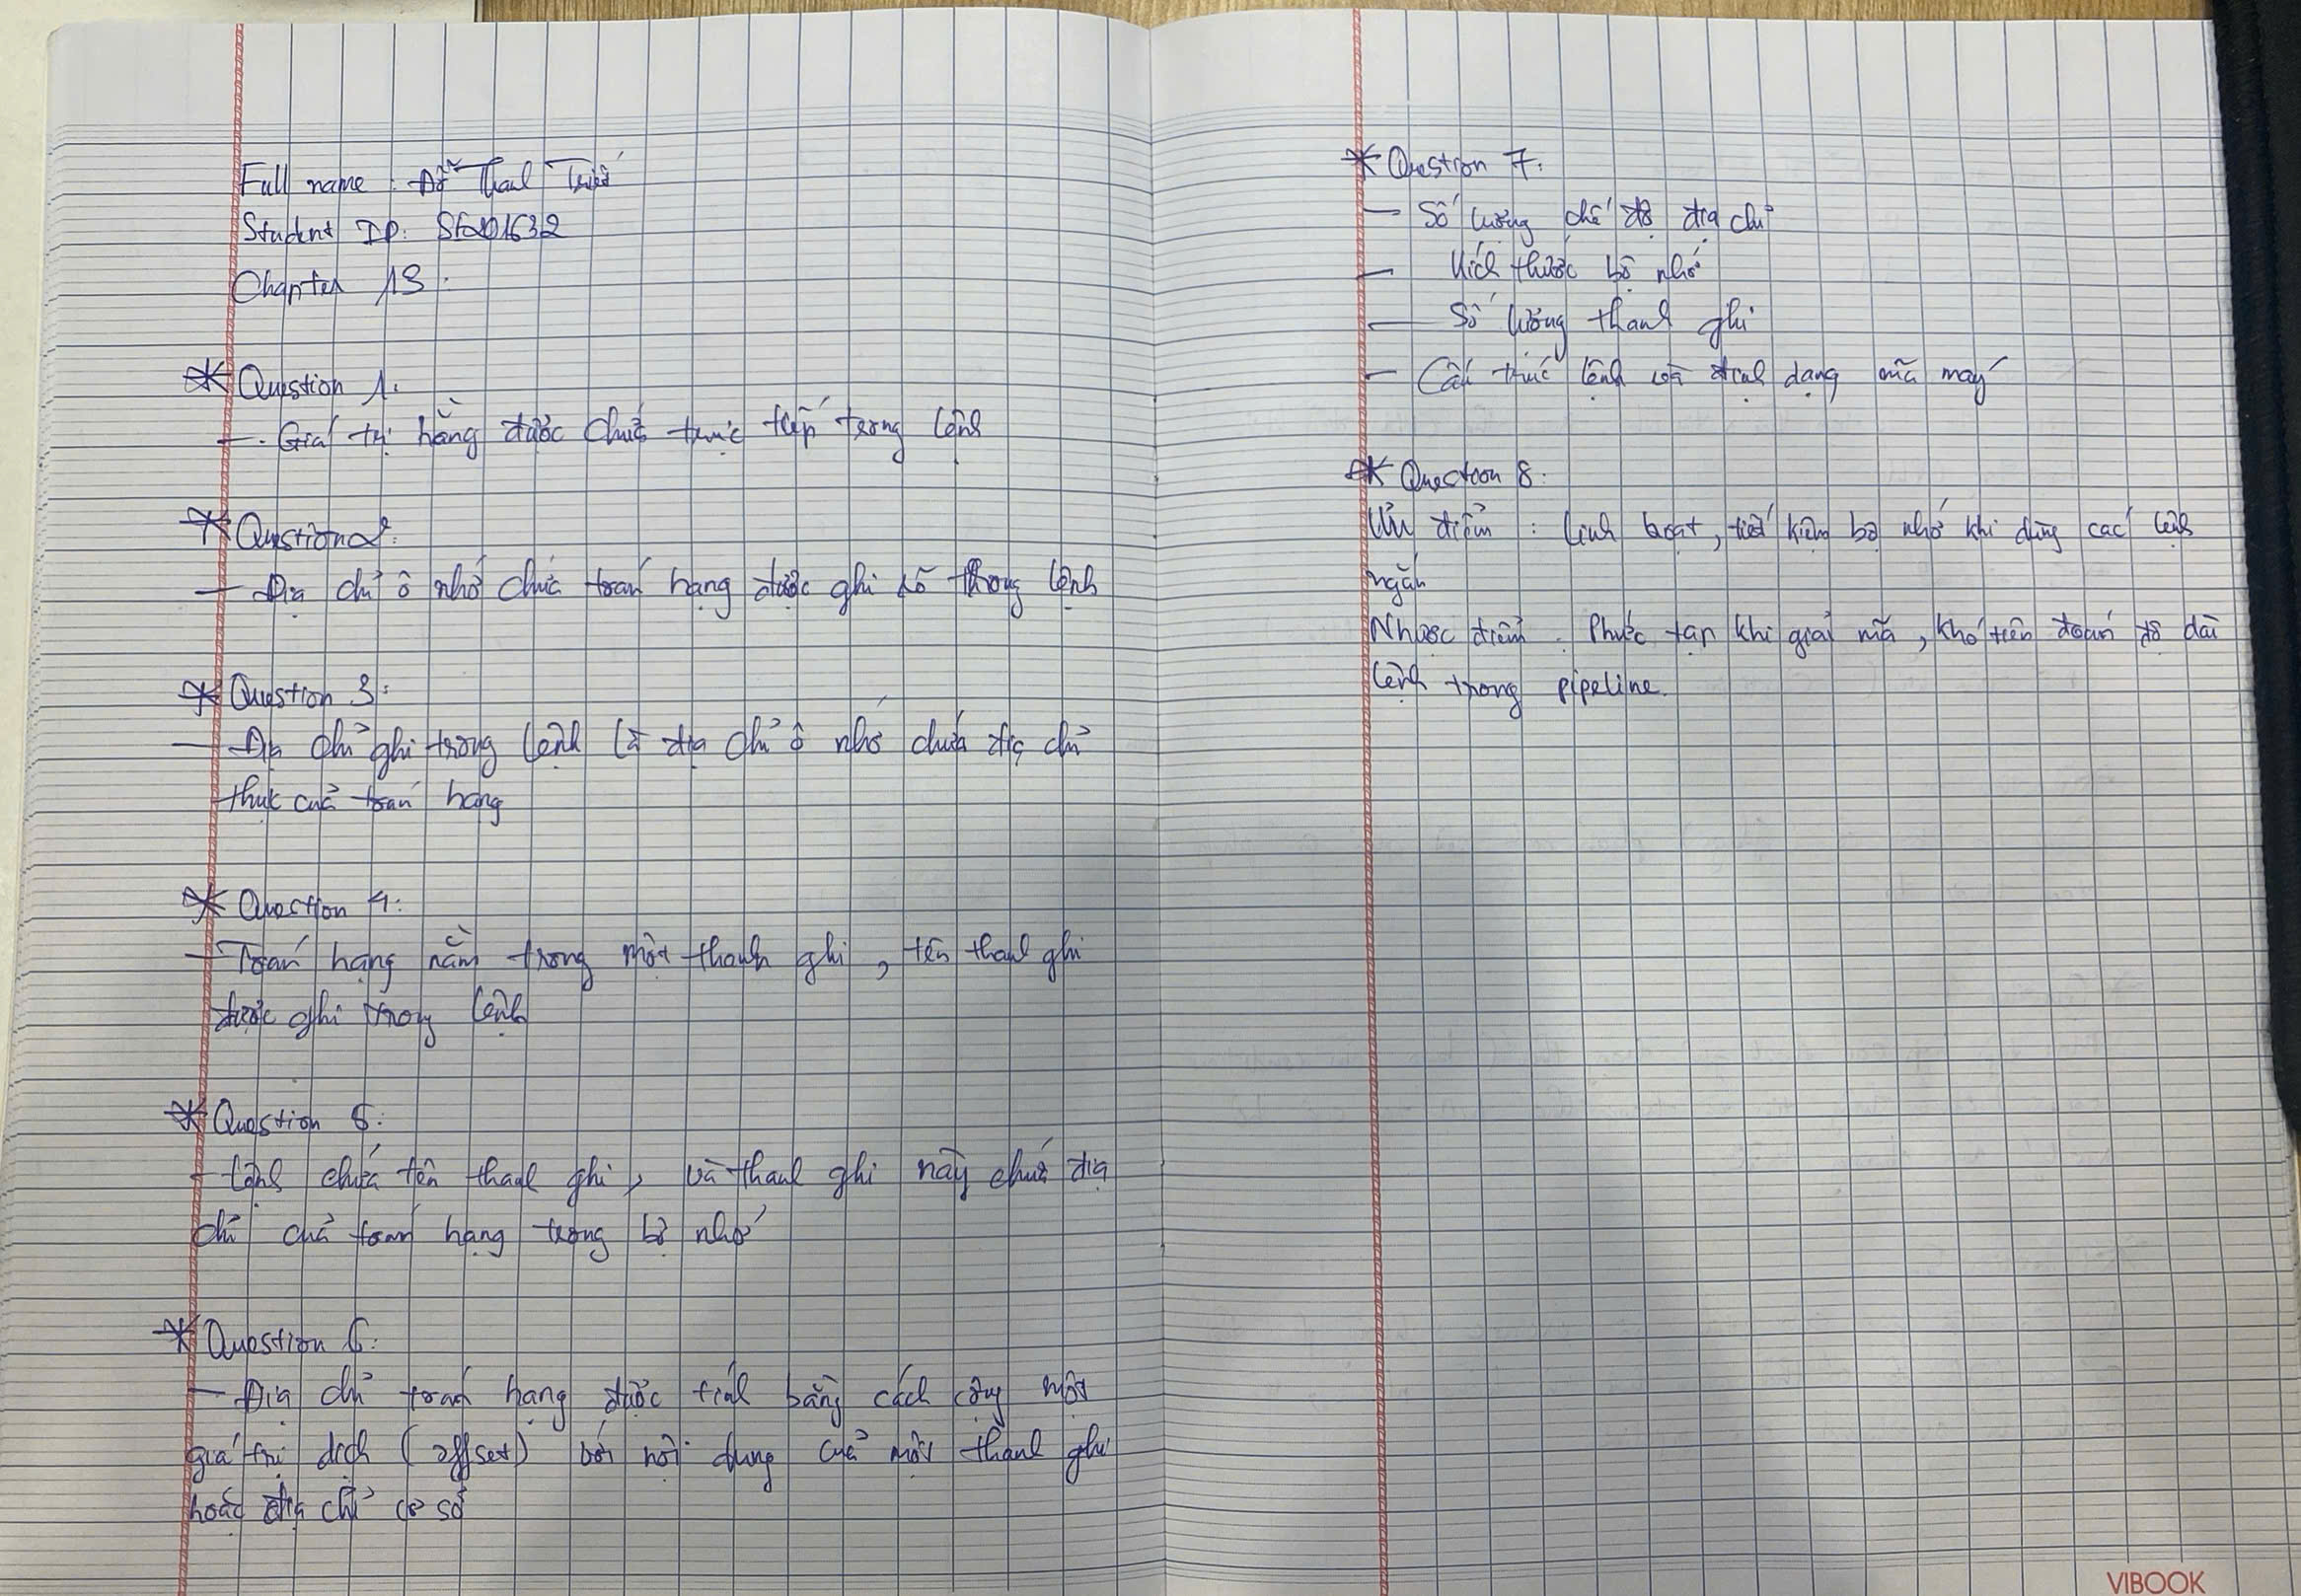 Full name : Đỗ Thanh
Student ID:
Chapter 13.
* Question 1.
- Giá trị hằng được chứa trực tiếp trong lệnh
* Question 2:
- Địa chỉ ô nhớ chứa toán hạng được ghi rõ trong lệnh
* Question 3:
- Địa chỉ ghi trong lệnh là địa chỉ ô nhớ chứa địa chỉ
thực của toán hạng
* Question 4:
- Toán hạng nằm trong một thanh ghi, tên thanh ghi
được ghi trong lệnh
* Question 5:
- Lệnh chứa tên thanh ghi, và thanh ghi này chứa địa
chỉ của toán hạng trong bộ nhớ
* Question 6:
- Địa chỉ toán hạng được tính bằng cách cộng một
giá trị dịch (offset) với nội dung của một thanh ghi
hoặc địa chỉ cơ sở
* Question 7:
- Số lượng chế độ địa chỉ
- Kích thước bộ nhớ
- Số lượng thanh ghi
- Cấu trúc lệnh và định dạng mã máy
* Question 8:
Ưu điểm : linh hoạt, tiết kiệm bộ nhớ khi dùng các lệnh
ngắn
Nhược điểm : Phức tạp khi giải mã, khó tiên đoán độ dài
lệnh trong pipeline.
VIBOOK